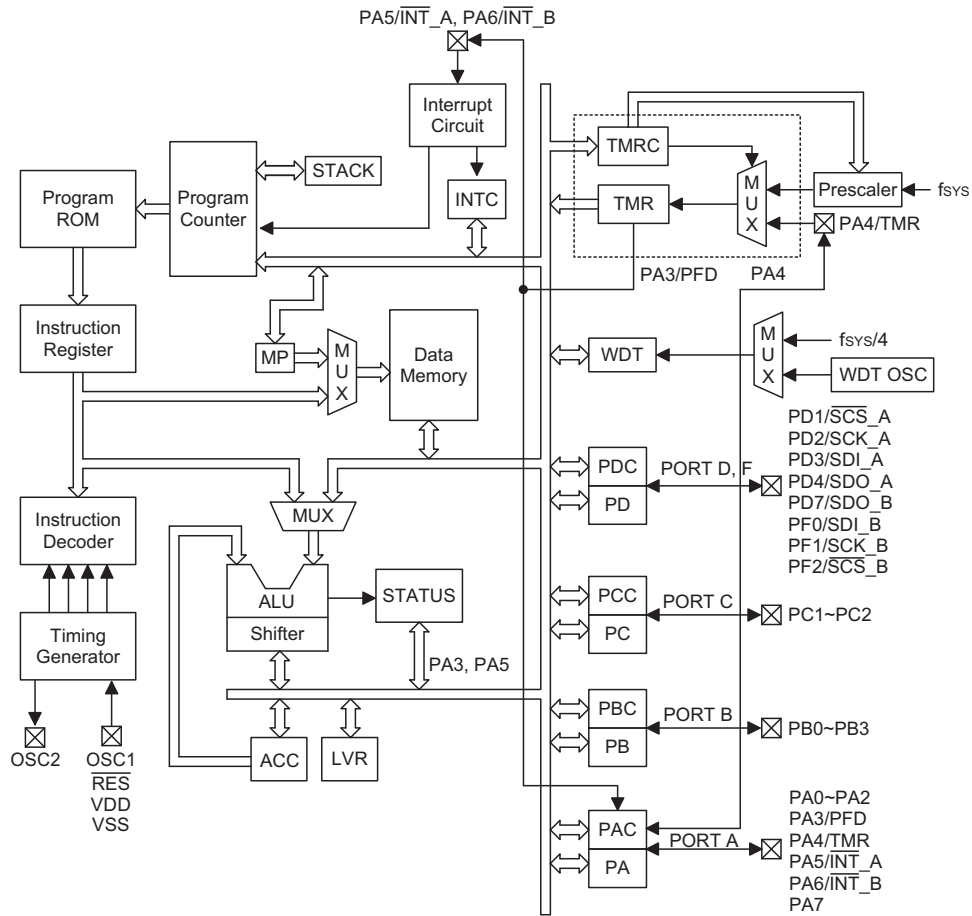 PA5/INT_A, PA6/INT_B
Interrupt
Circuit
STACK
INTC
Program
ROM
Program
Counter
TMRC
TMR
M
U
X
Prescaler
fSYS
PA4/TMR
PA3/PFD
PA4
Instruction
Register
MP
M
U
X
Data
Memory
WDT
M
U
X
fSYS/4
WDT OSC
PDC
PD
PORT D, F
PD1/SCS_A
PD2/SCK_A
PD3/SDI_A
PD4/SDO_A
PD7/SDO_B
PF0/SDI_B
PF1/SCK_B
PF2/SCS_B
Instruction
Decoder
MUX
ALU
Shifter
STATUS
PA3, PA5
PCC
PC
PORT C
PC1~PC2
Timing
Generator
OSC2
OSC1
RES
VDD
VSS
ACC
LVR
PBC
PB
PORT B
PB0~PB3
PAC
PA
PORT A
PA0~PA2
PA3/PFD
PA4/TMR
PA5/INT_A
PA6/INT_B
PA7